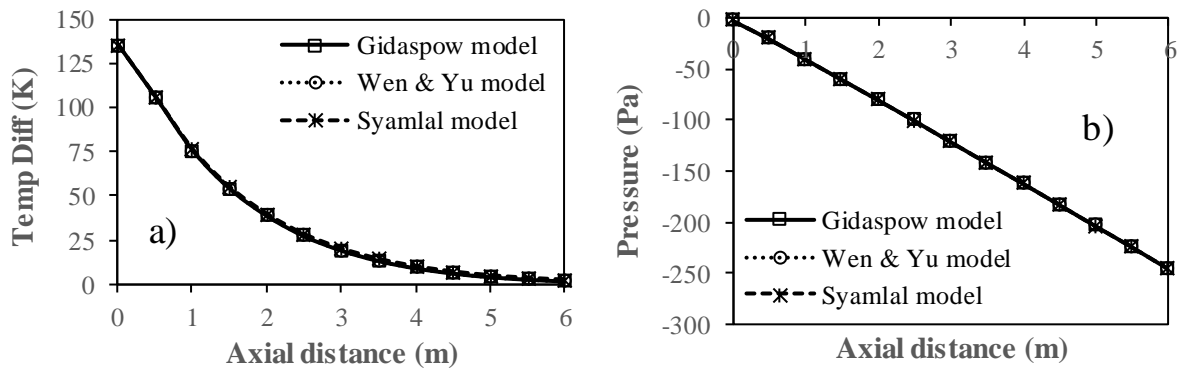 Temp Diff (K)
150
125
100
75
50
25
0
0 1 2 3 4 5 6
Axial distance (m)
Gidaspow model
Wen & Yu model
Syamlal model
a)
Pressure (Pa)
0
-50
-100
-150
-200
-250
-300
0 1 2 3 4 5 6
b)
Gidaspow model
Wen & Yu model
Syamlal model
Axial distance (m)